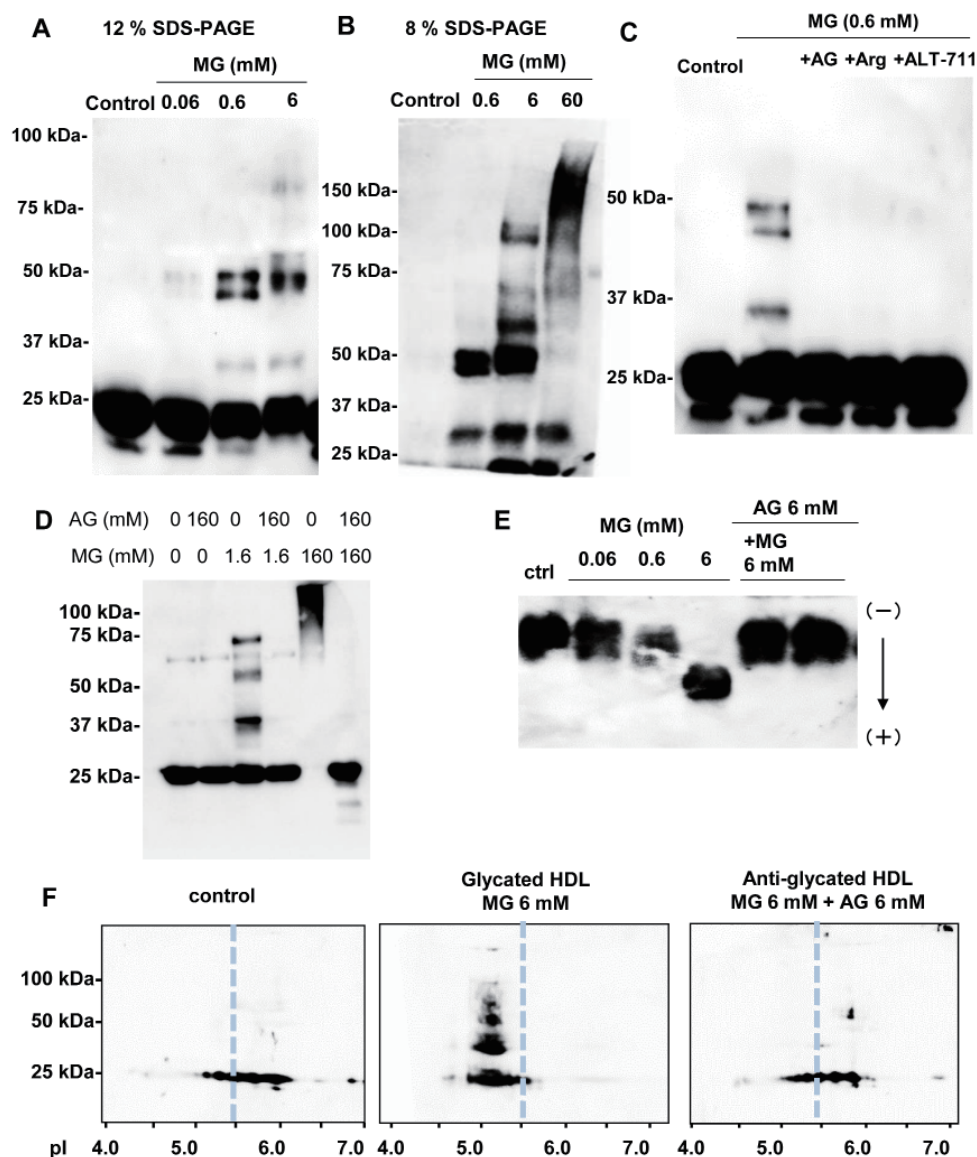 A
12 % SDS-PAGE
MG (mM)
Control 0.06 0.6 6
100 kDa-
75 kDa-
50 kDa-
37 kDa-
25 kDa-
B
8 % SDS-PAGE
MG (mM)
Control 0.6 6 60
150 kDa-
100 kDa-
75 kDa-
50 kDa-
37 kDa-
25 kDa-
C
MG (0.6 mM)
Control +AG +Arg +ALT-711
50 kDa-
37 kDa-
25 kDa-
D
AG (mM) 0 160 0 160 0 160
MG (mM) 0 0 1.6 1.6 160 160
100 kDa-
75 kDa-
50 kDa-
37 kDa-
25 kDa-
E
MG (mM)
AG 6 mM
ctrl 0.06 0.6 6
+MG
6 mM
(−)
(+)
F
control
100 kDa-
50 kDa-
25 kDa-
pI 4.0 5.0 6.0 7.0
Glycated HDL
MG 6 mM
4.0 5.0 6.0 7.0
Anti-glycated HDL
MG 6 mM + AG 6 mM
4.0 5.0 6.0 7.0